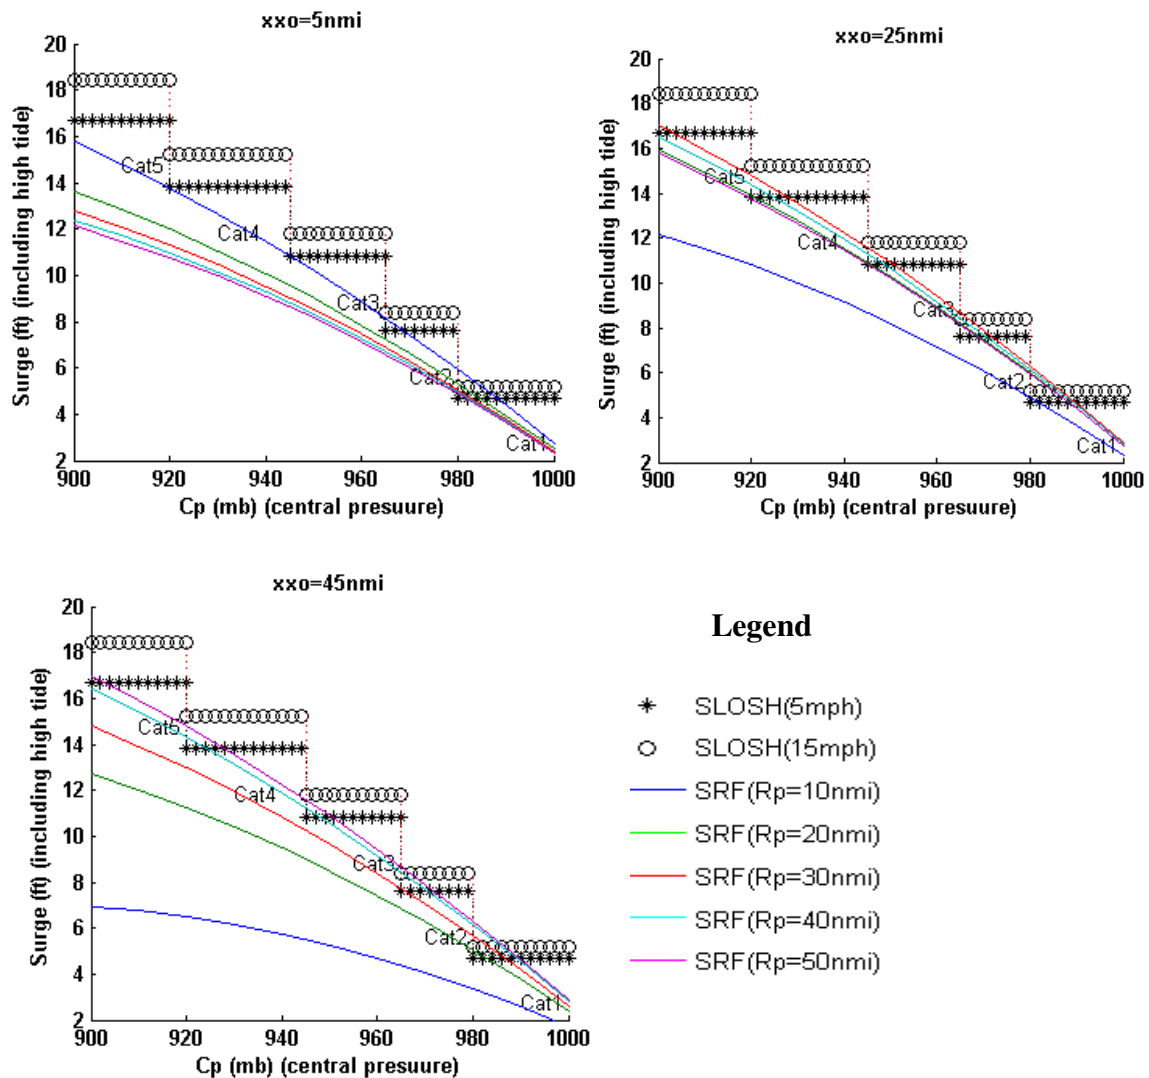 xxo=5nmi
20
18
16
14
12
10
8
6
4
2
Surge (ft) (including high tide)
Cat5
Cat4
Cat3
Cat2
Cat1
900 920 940 960 980 1000
Cp (mb) (central presuure)
xxo=25nmi
20
18
16
14
12
10
8
6
4
2
Surge (ft) (including high tide)
Cat5
Cat4
Cat3
Cat2
Cat1
900 920 940 960 980 1000
Cp (mb) (central presuure)
xxo=45nmi
20
18
16
14
12
10
8
6
4
2
Surge (ft) (including high tide)
Cat5
Cat4
Cat3
Cat2
Cat1
900 920 940 960 980 1000
Cp (mb) (central presuure)
Legend
SLOSH(5mph)
SLOSH(15mph)
SRF(Rp=10nmi)
SRF(Rp=20nmi)
SRF(Rp=30nmi)
SRF(Rp=40nmi)
SRF(Rp=50nmi)